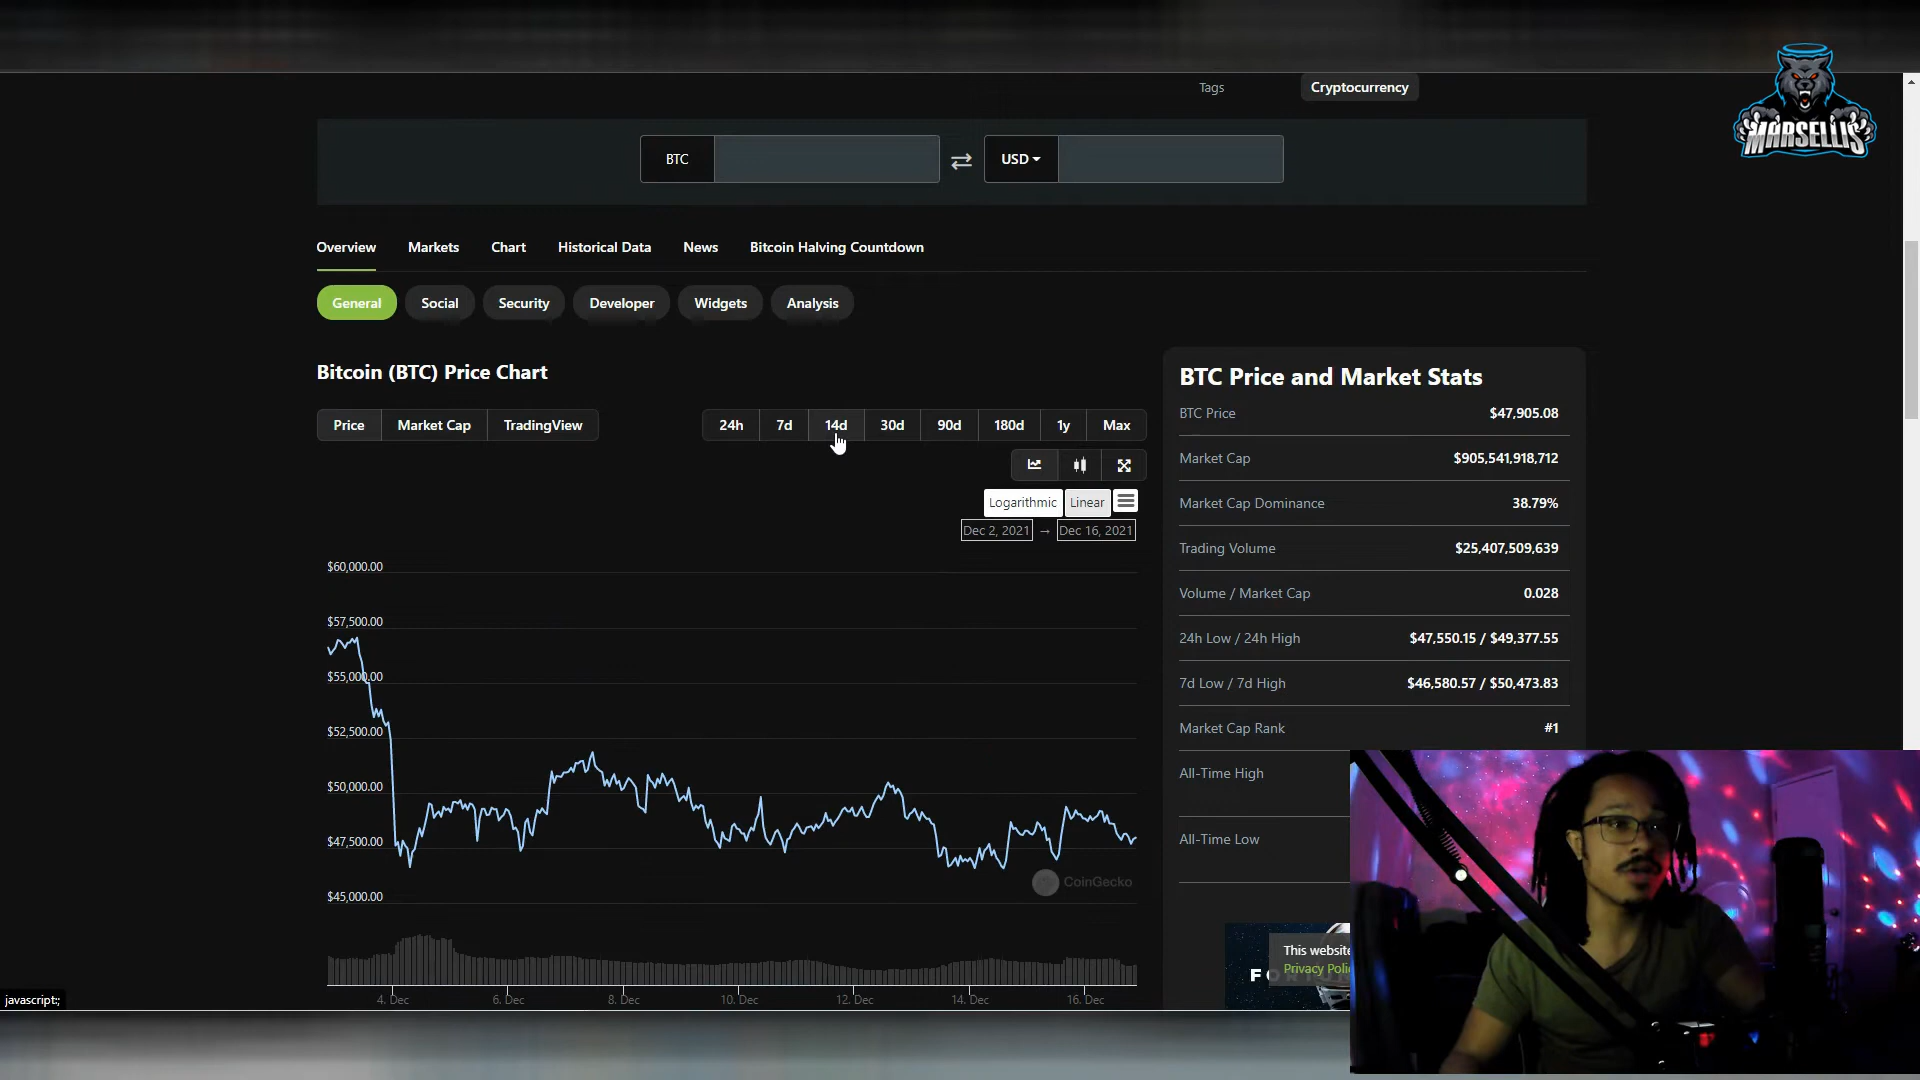 Tags
Cryptocurrency
MARSELLIS
BTC
USD
Overview
Markets
Chart
Historical Data
News
Bitcoin Halving Countdown
General
Social
Security
Developer
Widgets
Analysis
Bitcoin (BTC) Price Chart
Price
Market Cap
TradingView
24h
7d
14d
30d
90d
180d
1y
Max
Logarithmic
Linear
Dec 2, 2021 → Dec 16, 2021
$60,000.00
$57,500.00
$55,000.00
$52,500.00
$50,000.00
$47,500.00
$45,000.00
CoinGecko
4. Dec
6. Dec
8. Dec
10. Dec
12. Dec
14. Dec
16. Dec
BTC Price and Market Stats
BTC Price $47,905.08
Market Cap $905,541,918,712
Market Cap Dominance 38.79%
Trading Volume $25,407,509,639
Volume / Market Cap 0.028
24h Low / 24h High $47,550.15 / $49,377.55
7d Low / 7d High $46,580.57 / $50,473.83
Market Cap Rank #1
All-Time High
All-Time Low
This website
Privacy
javascript:;